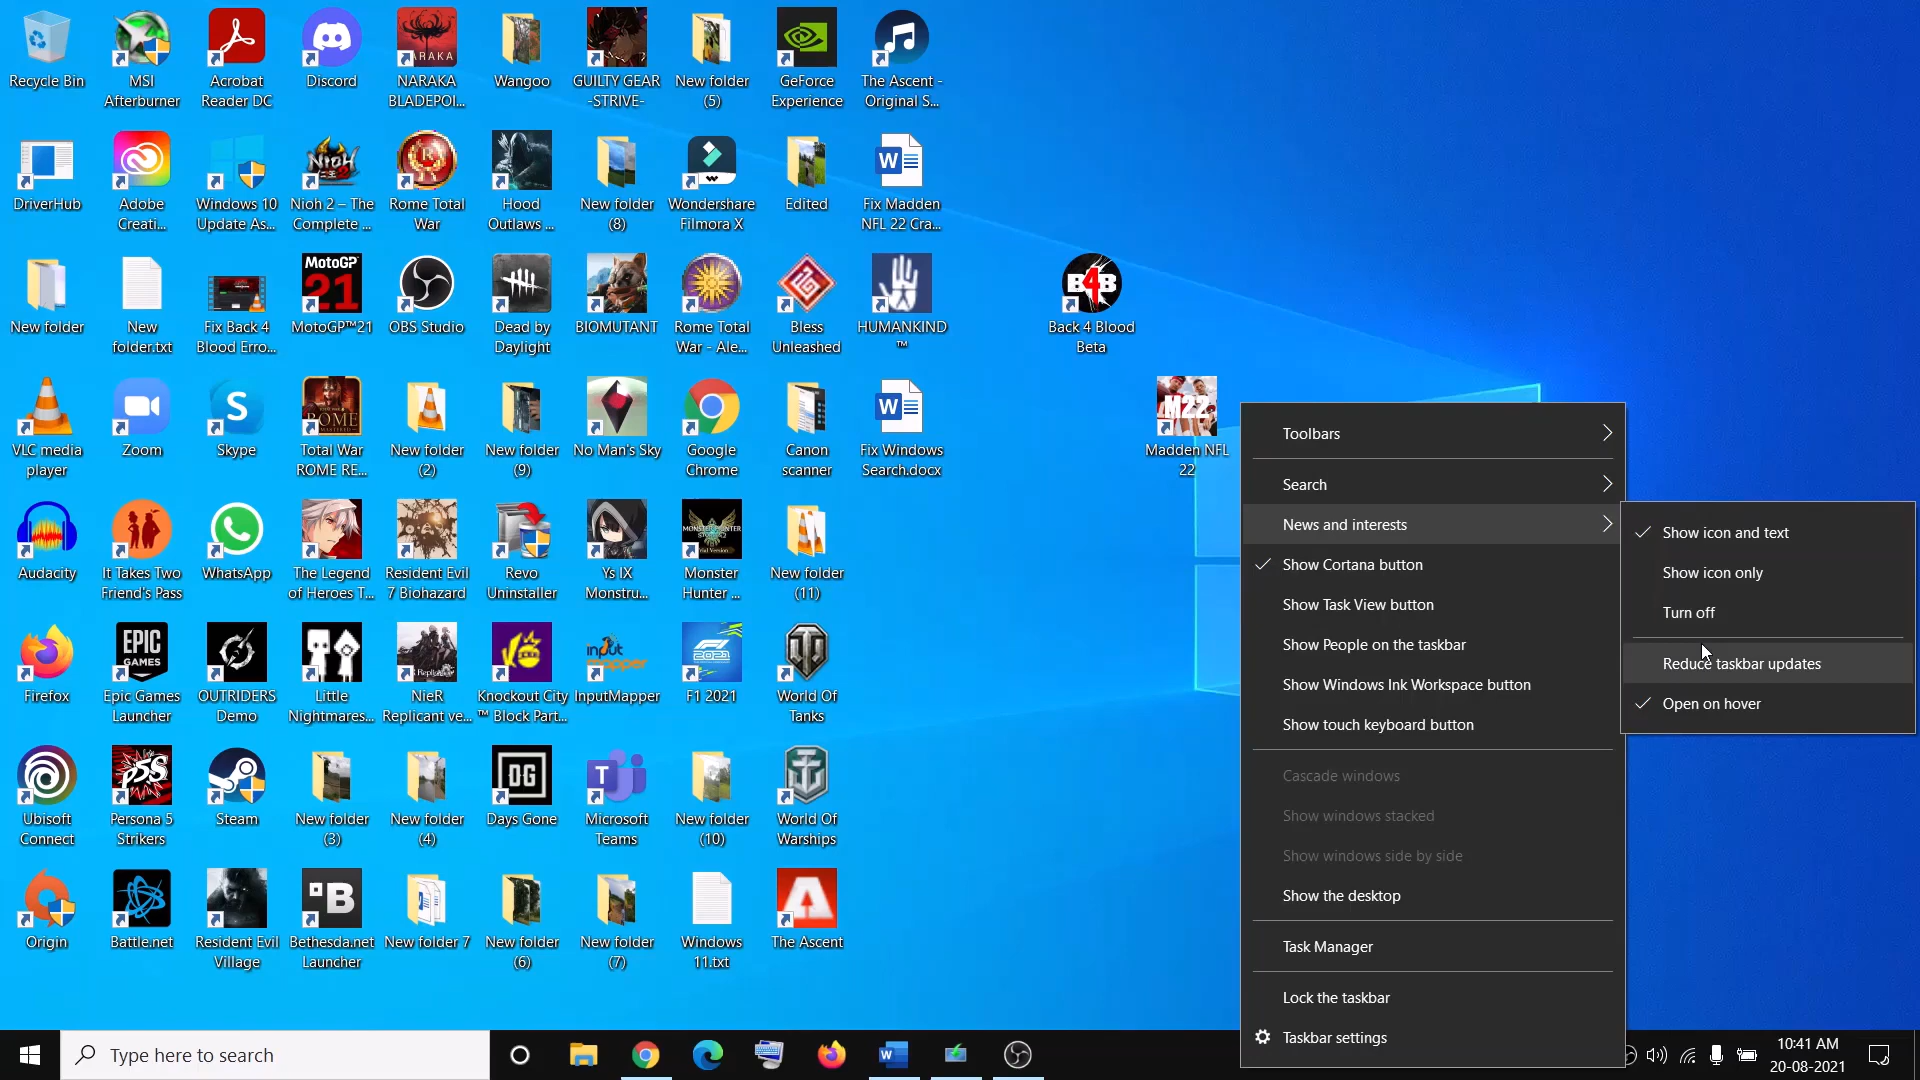 Recycle Bin
MSI
Afterburner
Acrobat
Reader DC
Discord
NARAKA
BLADEPOI...
Wangoo
GUILTY GEAR
-STRIVE-
New folder
(5)
GeForce
Experience
The Ascent -
Original S...
DriverHub
Adobe
Creati...
Windows 10
Update As...
Nioh 2 – The
Complete ...
Rome Total
War
Hood
Outlaws ...
New folder
(8)
Wondershare
Filmora X
Edited
Fix Madden
NFL 22 Cra...
New folder
New
folder.txt
Fix Back 4
Blood Erro...
MotoGP™21
OBS Studio
Dead by
Daylight
BIOMUTANT
Rome Total
War - Ale...
Bless
Unleashed
HUMANKIND
™
Back 4 Blood
Beta
VLC media
player
Zoom
Skype
Total War
ROME RE...
New folder
(2)
New folder
(9)
No Man's Sky
Google
Chrome
Canon
scanner
Fix Windows
Search.docx
Madden NFL
22
Audacity
It Takes Two
Friend's Pass
WhatsApp
The Legend
of Heroes T...
Resident Evil
7 Biohazard
Revo
Uninstaller
Ys IX
Monstru...
Monster
Hunter ...
New folder
(11)
Firefox
Epic Games
Launcher
OUTRIDERS
Demo
Little
Nightmares...
NieR
Replicant ve...
Knockout City
™ Block Part...
InputMapper
F1 2021
World Of
Tanks
Ubisoft
Connect
Persona 5
Strikers
Steam
New folder
(3)
New folder
(4)
Days Gone
Microsoft
Teams
New folder
(10)
World Of
Warships
Origin
Battle.net
Resident Evil
Village
Bethesda.net
Launcher
New folder 7
New folder
(6)
New folder
(7)
Windows
11.txt
The Ascent
Toolbars
Search
News and interests
Show Cortana button
Show Task View button
Show People on the taskbar
Show Windows Ink Workspace button
Show touch keyboard button
Cascade windows
Show windows stacked
Show windows side by side
Show the desktop
Task Manager
Lock the taskbar
Taskbar settings
Show icon and text
Show icon only
Turn off
Reduce taskbar updates
Open on hover
Type here to search
10:41 AM
20-08-2021